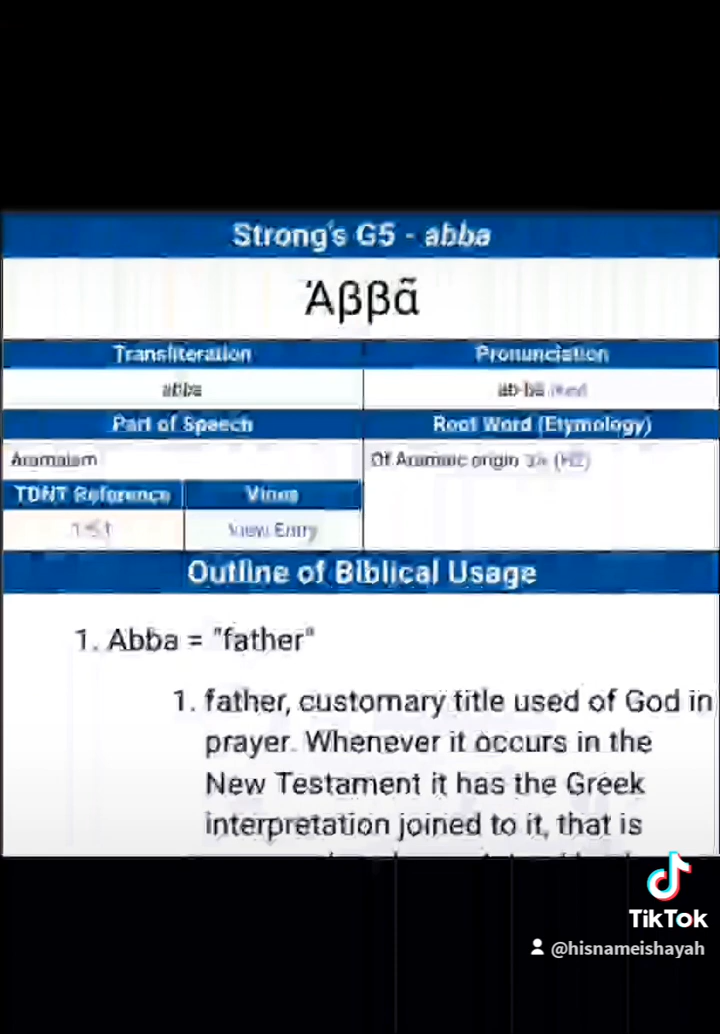 Strong's G5 - abba
Ἀββᾶ
Transliteration
Pronunciation
abba
ab-bä
Part of Speech
Root Word (Etymology)
Aramaism
Of Aramaic origin (H2)
TDNT Reference
Vines
View Entry
Outline of Biblical Usage
1. Abba = "father"
1. father, customary title used of God in
prayer. Whenever it occurs in the
New Testament it has the Greek
interpretation joined to it, that is
TikTok
@hisnameishayah